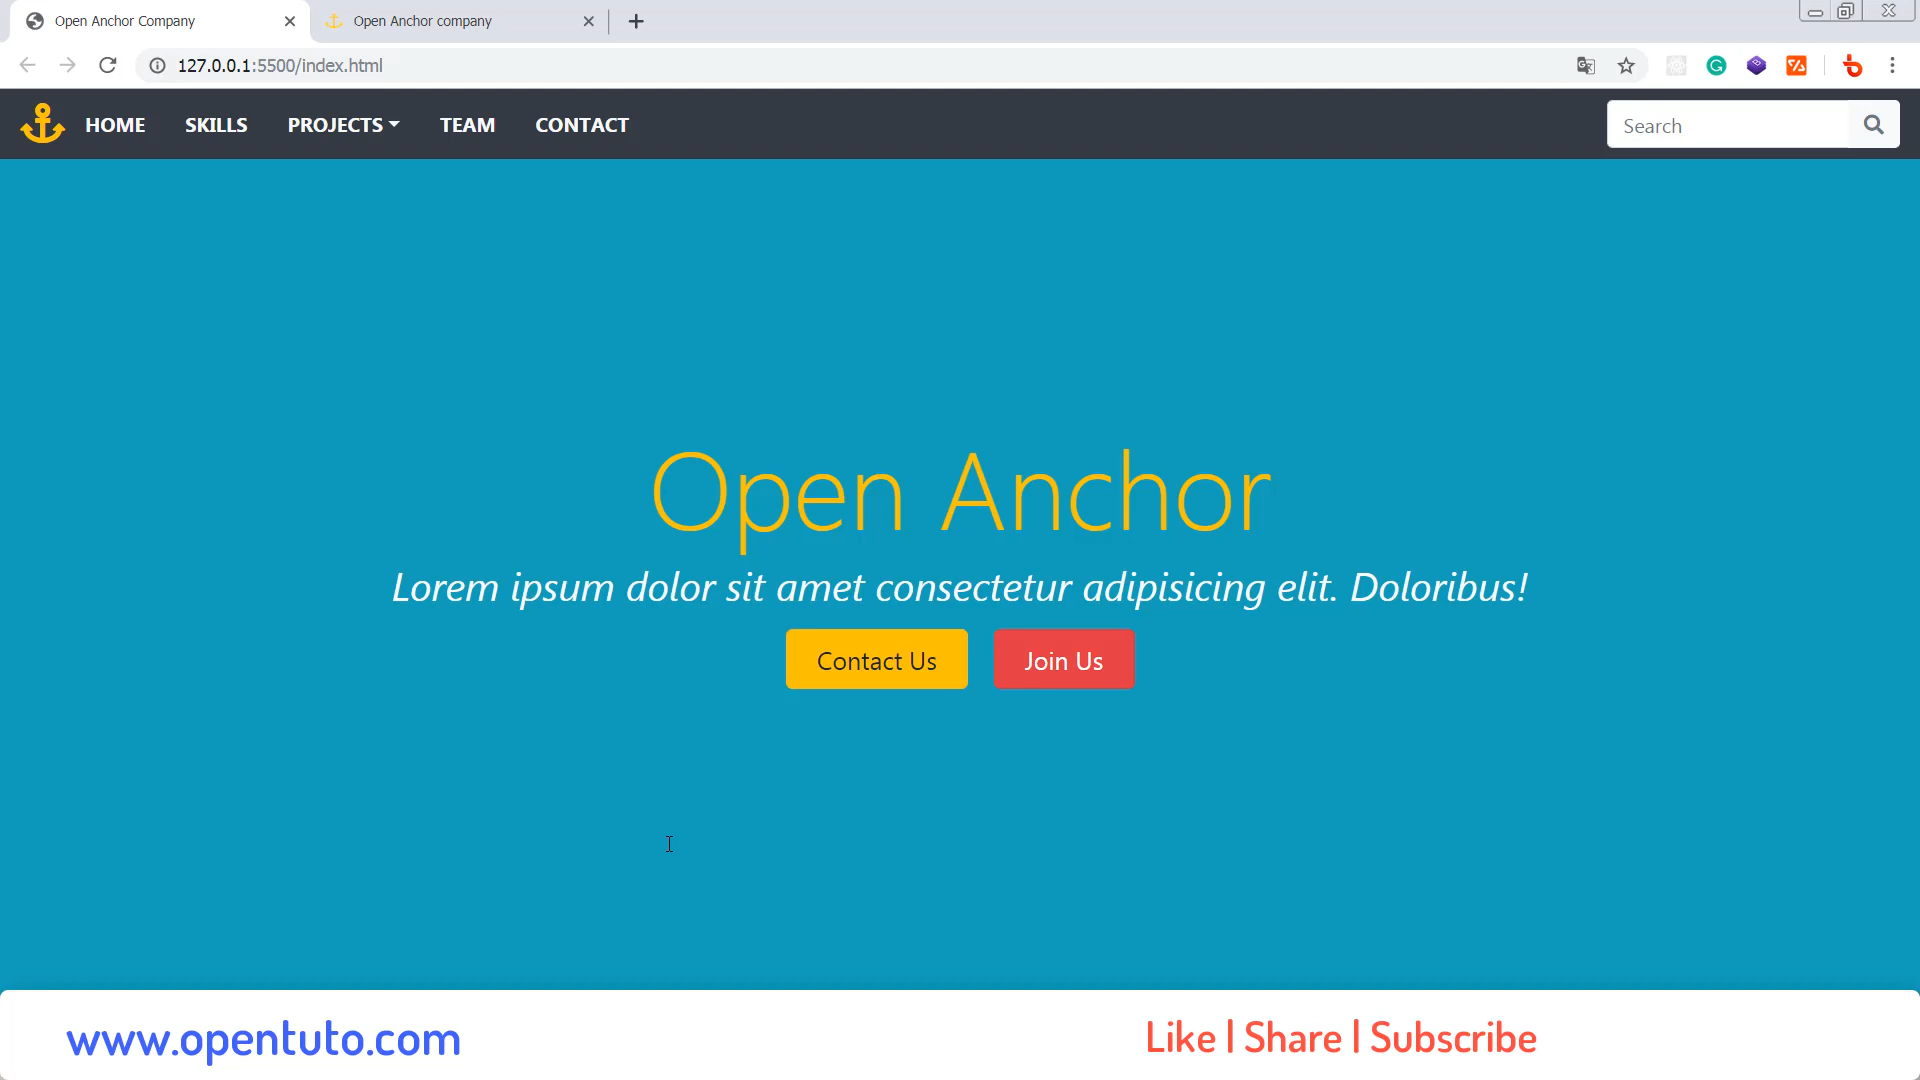 Open Anchor Company
Open Anchor company
127.0.0.1:5500/index.html
HOME SKILLS PROJECTS TEAM CONTACT
Search
Open Anchor
Lorem ipsum dolor sit amet consectetur adipisicing elit. Doloribus!
Contact Us
Join Us
www.opentuto.com
Like | Share | Subscribe